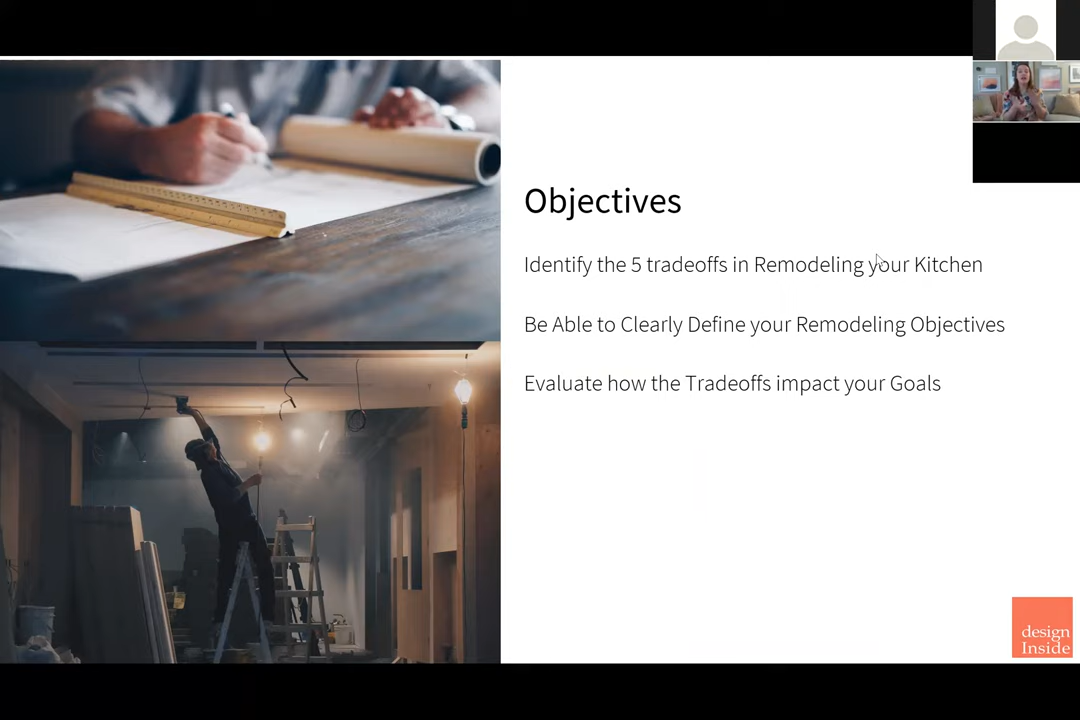 Objectives
Identify the 5 tradeoffs in Remodeling your Kitchen
Be Able to Clearly Define your Remodeling Objectives
Evaluate how the Tradeoffs impact your Goals
design
Inside